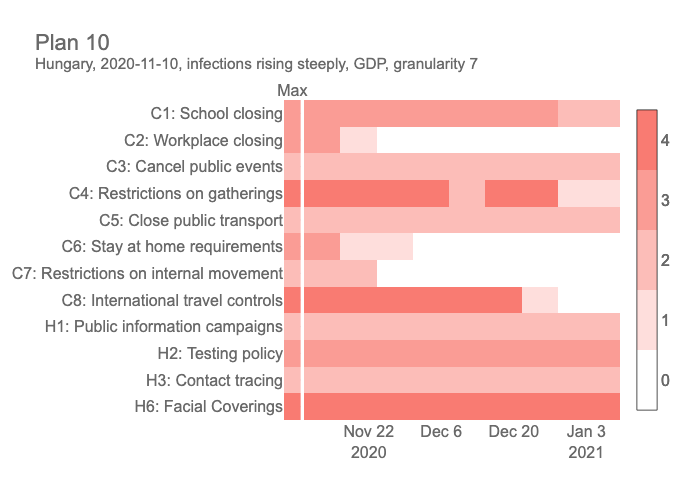 Plan 10
Hungary, 2020-11-10, infections rising steeply, GDP, granularity 7
Max
C1: School closing
C2: Workplace closing
C3: Cancel public events
C4: Restrictions on gatherings
C5: Close public transport
C6: Stay at home requirements
C7: Restrictions on internal movement
C8: International travel controls
H1: Public information campaigns
H2: Testing policy
H3: Contact tracing
H6: Facial Coverings
Nov 22 Dec 6 Dec 20 Jan 3
2020 2021
4
3
2
1
0